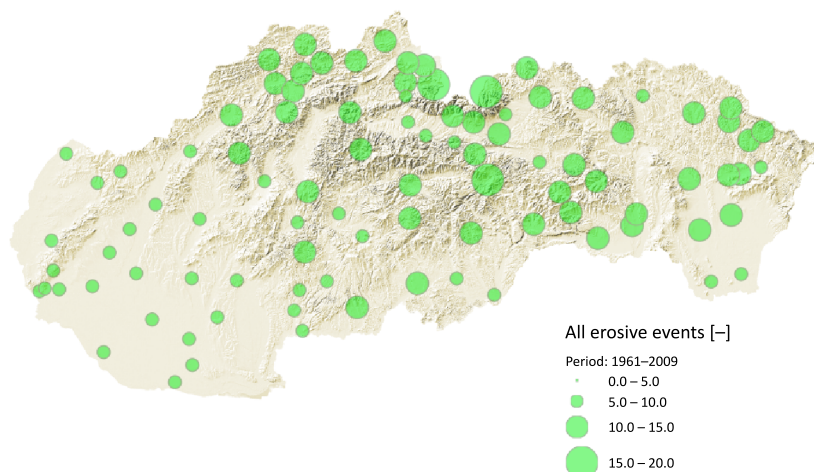 All erosive events [–]
Period: 1961–2009
0.0 – 5.0
5.0 – 10.0
10.0 – 15.0
15.0 – 20.0